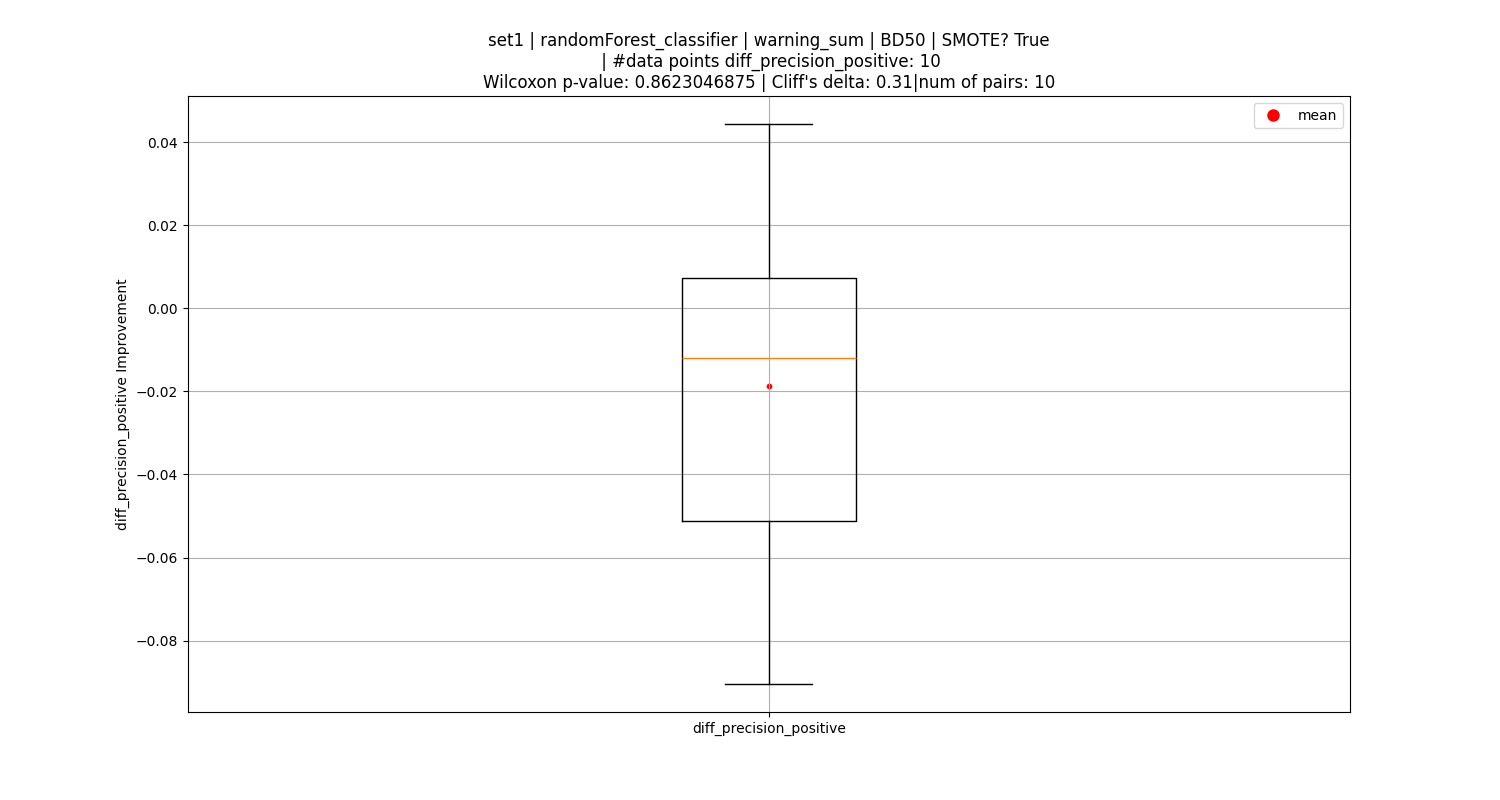 set1 | randomForest_classifier | warning_sum | BD50 | SMOTE? True
| #data points diff_precision_positive: 10
Wilcoxon p-value: 0.8623046875 | Cliff's delta: 0.31|num of pairs: 10
mean
0.04
0.02
0.00
−0.02
−0.04
−0.06
−0.08
diff_precision_positive Improvement
diff_precision_positive